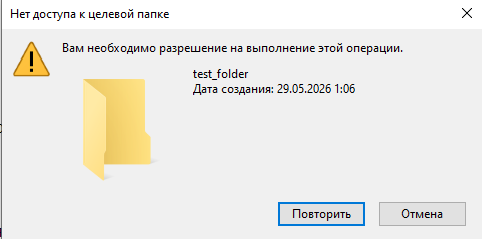 Нет доступа к целевой папке
Вам необходимо разрешение на выполнение этой операции.
test_folder
Дата создания: 29.05.2026 1:06
Повторить
Отмена